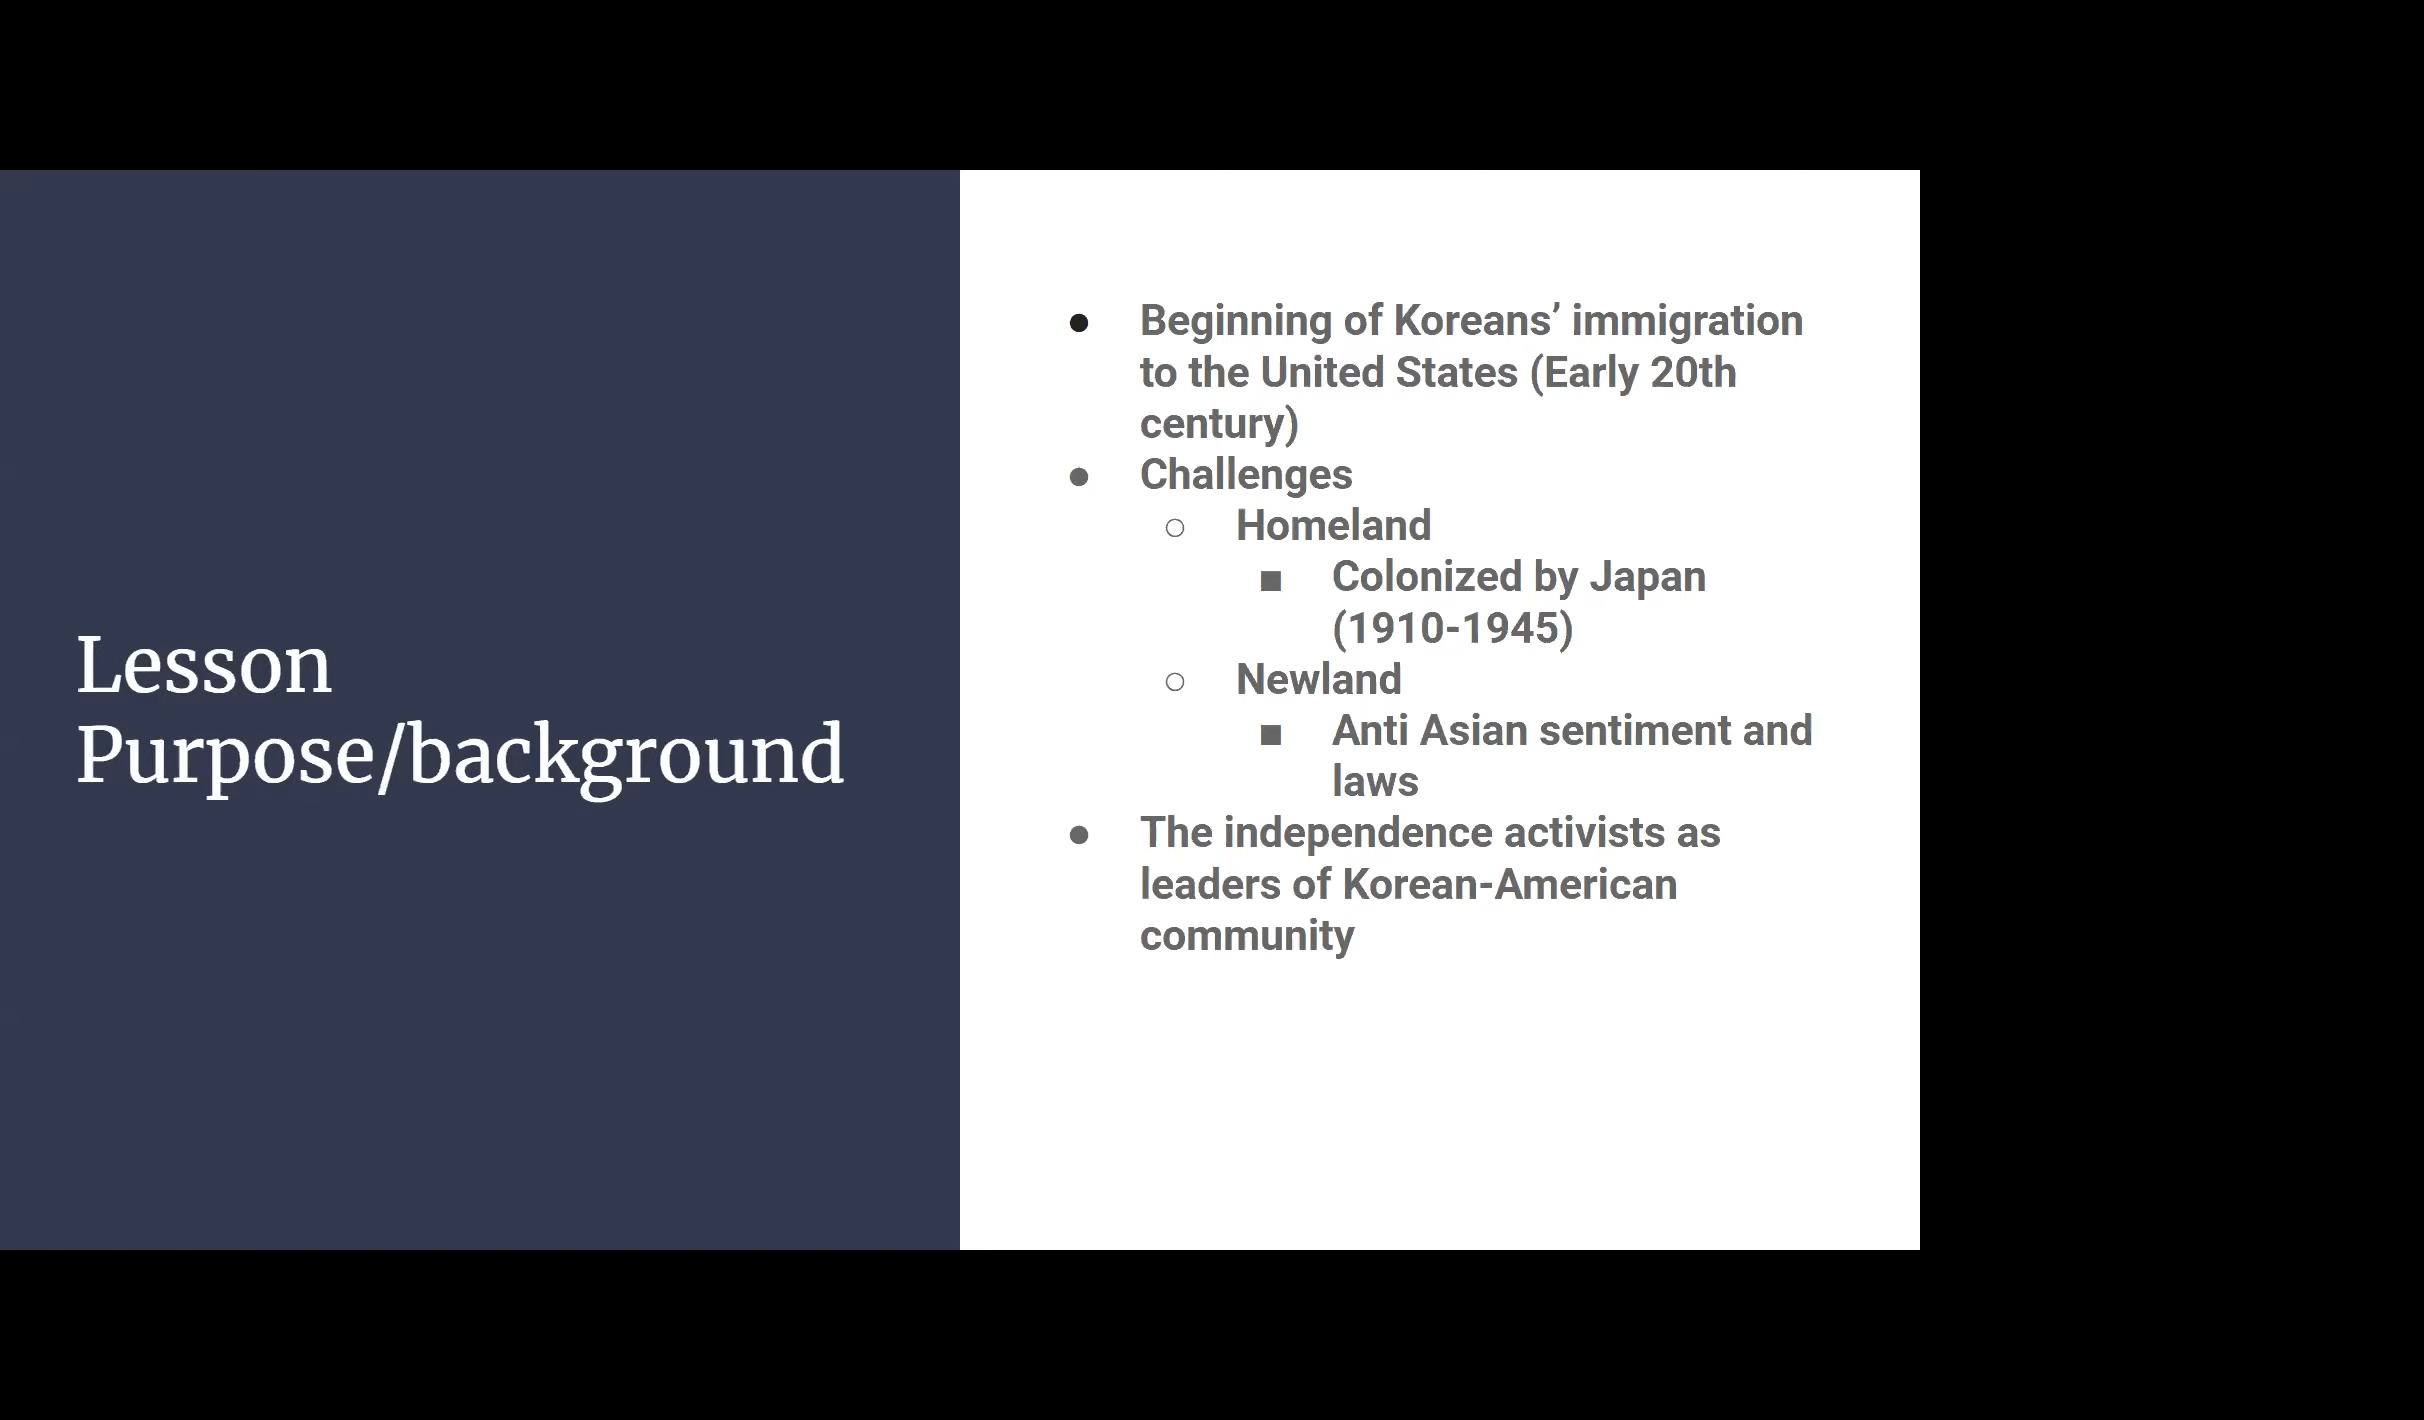 Lesson
Purpose/background
● Beginning of Koreans’ immigration
to the United States (Early 20th
century)
● Challenges
○ Homeland
■ Colonized by Japan
(1910-1945)
○ Newland
■ Anti Asian sentiment and
laws
● The independence activists as
leaders of Korean-American
community